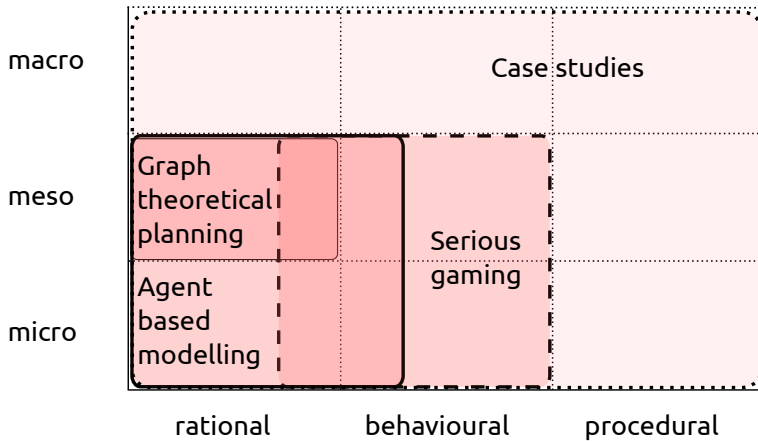 macro
Case studies
meso
Graph
theoretical
planning
Serious
gaming
micro
Agent
based
modelling
rational
behavioural
procedural